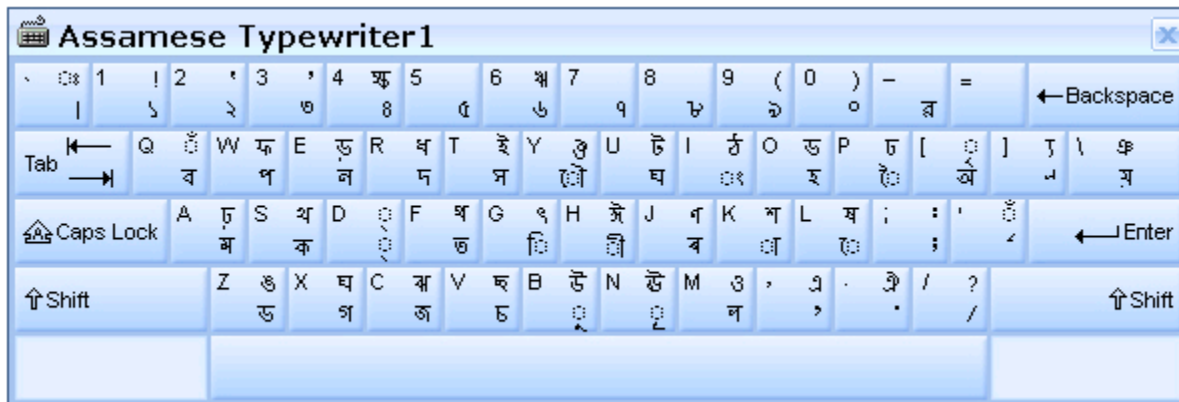 Assamese Typewriter1
` ঃ । 1 ! ১ 2 ‘ ২ 3 ’ ৩ 4 ক্ষ ৪ 5 ৫ 6 ঋ ৬ 7 ৭ 8 ৮ 9 ( ৯ 0 ) ০ – ৱ = ←Backspace
Tab Q ঁ ব W ফ প E ড় ন R ধ দ T ই স Y ৌ U ট ঘ I ঠ ং O ড হ P ঢ ৈ [ ৃ ] \ য়
Caps Lock A ঢ় ম S থ ক D ় ্ F খ ত G ৎ ি H ঈ ী J ণ ৰ K শ া L ষ ে ; : ; ' ঁ Enter
Shift Z ঙ X ঘ গ C ঝ জ V ছ চ B উ ু N ঊ ূ M ও ল , এ , . ঐ . / ? / Shift